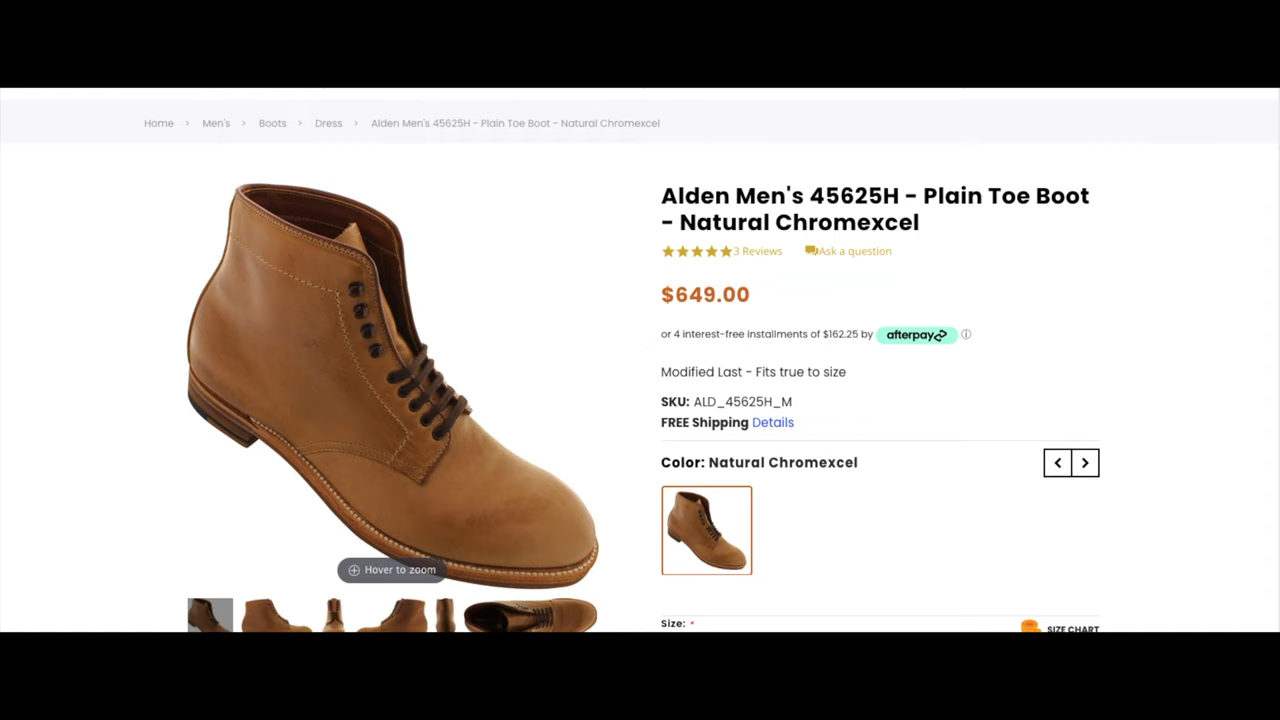 Home > Men's > Boots > Dress > Alden Men's 45625H - Plain Toe Boot - Natural Chromexcel
Alden Men's 45625H - Plain Toe Boot
- Natural Chromexcel
3 Reviews Ask a question
$649.00
or 4 interest-free installments of $162.25 by afterpay
Modified Last - Fits true to size
SKU: ALD_45625H_M
FREE Shipping Details
Color: Natural Chromexcel
Hover to zoom
Size: *
SIZE CHART